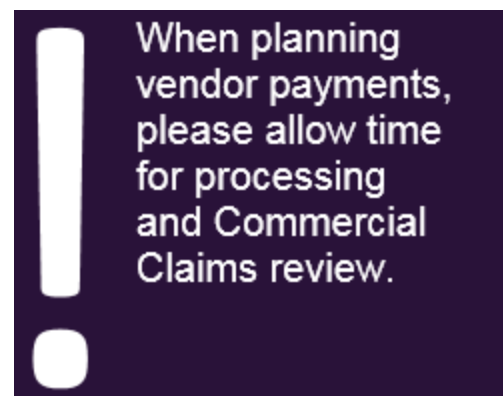 When planning
vendor payments,
please allow time
for processing
and Commercial
Claims review.